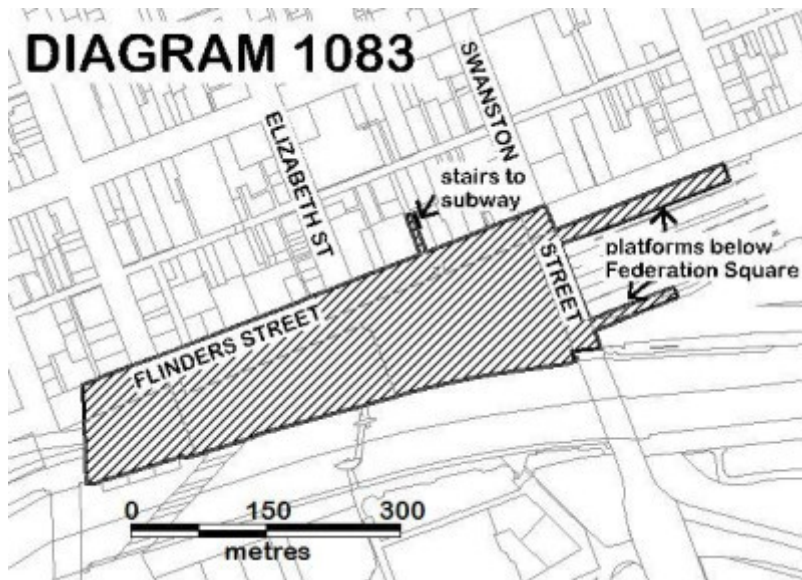 DIAGRAM 1083
SWANSTON
STREET
ELIZABETH ST
stairs to
subway
platforms below
Federation Square
FLINDERS STREET
0 150 300
metres